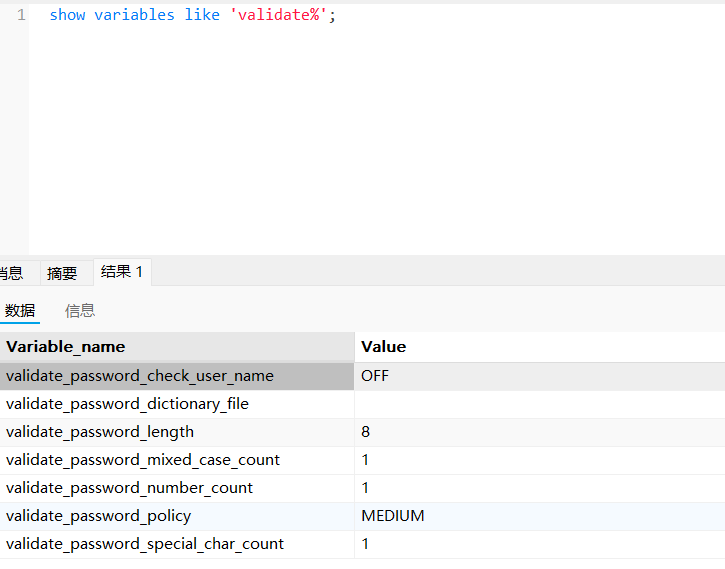 1 show variables like 'validate%';
消息 摘要 结果 1
数据 信息
Variable_name Value
validate_password_check_user_name OFF
validate_password_dictionary_file
validate_password_length 8
validate_password_mixed_case_count 1
validate_password_number_count 1
validate_password_policy MEDIUM
validate_password_special_char_count 1